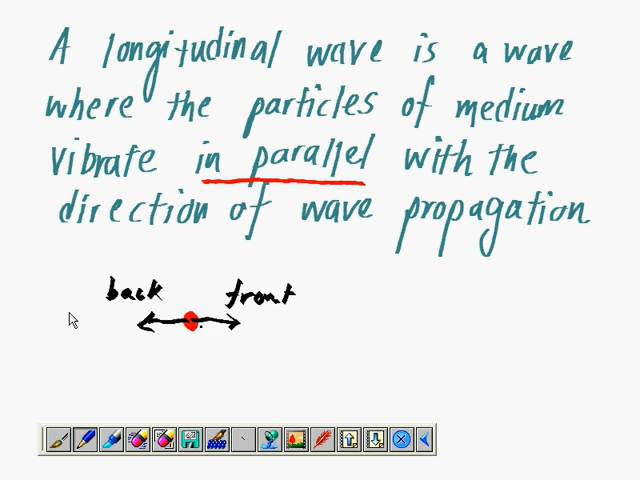 A longitudinal wave is a wave
where the particles of medium
vibrate in parallel with the
direction of wave propagation
back front